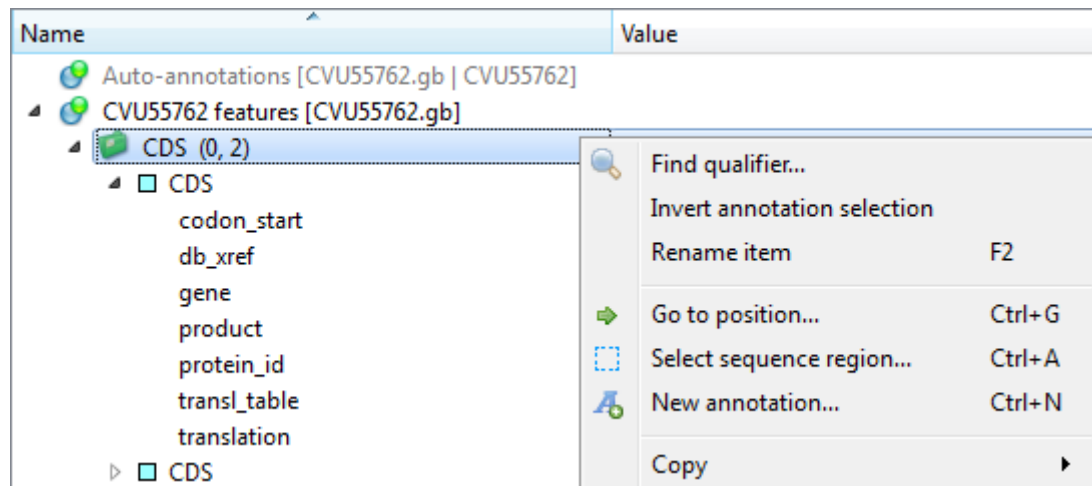 Name Value
Auto-annotations [CVU55762.gb | CVU55762]
CVU55762 features [CVU55762.gb]
CDS (0, 2)
CDS
codon_start
db_xref
gene
product
protein_id
transl_table
translation
CDS
Find qualifier...
Invert annotation selection
Rename item F2
Go to position... Ctrl+G
Select sequence region... Ctrl+A
New annotation... Ctrl+N
Copy